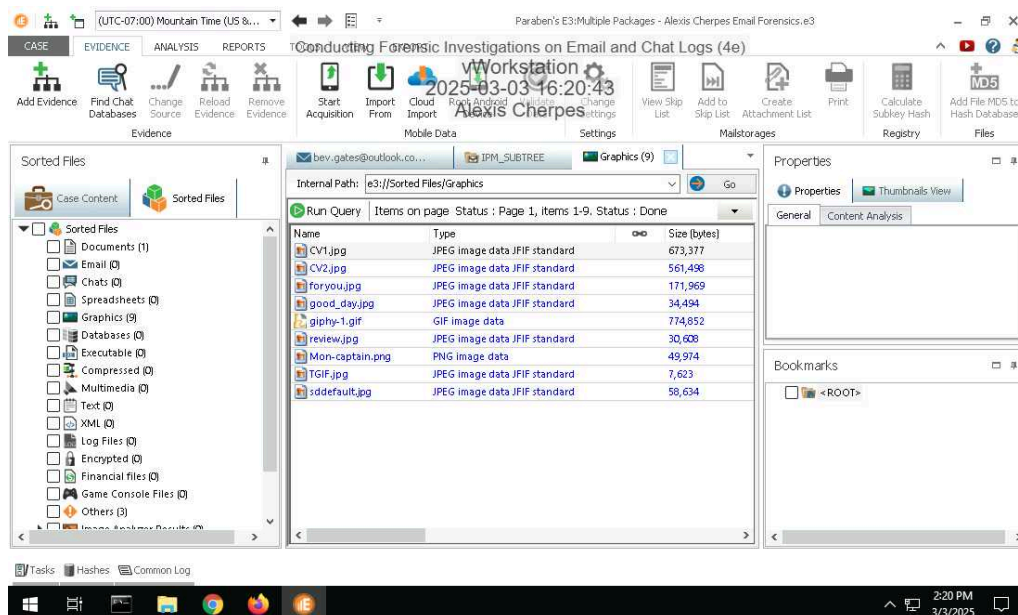 (UTC-07:00) Mountain Time (US &...
Paraben's E3:Multiple Packages - Alexis Cherpes Email Forensics.e3
CASE EVIDENCE ANALYSIS REPORTS
Conducting Forensic Investigations on Email and Chat Logs (4e)
vWorkstation
2025-03-03 16:20:43
Alexis Cherpes
Add Evidence
Find Chat Databases
Change Source
Reload Evidence
Remove Evidence
Start Acquisition
Import From
Cloud Import
Root Android
Change Settings
View Skip List
Add to Skip List
Create Attachment List
Print
Calculate Subkey Hash
MD5
Add File MD5 to Hash Database
Evidence
Mobile Data
Settings
Mailstorages
Registry
Files
Sorted Files
Case Content
Sorted Files
Sorted Files
Documents (1)
Email (0)
Chats (0)
Spreadsheets (0)
Graphics (9)
Databases (0)
Executable (0)
Compressed (0)
Multimedia (0)
Text (0)
XML (0)
Log Files (0)
Encrypted (0)
Financial files (0)
Game Console Files (0)
Others (3)
bev.gates@outlook.co...
IPM_SUBTREE
Graphics (9)
Internal Path: e3://Sorted Files/Graphics
Go
Run Query
Items on page Status : Page 1, items 1-9. Status : Done
Name Type Size (bytes)
CV1.jpg JPEG image data JFIF standard 673,377
CV2.jpg JPEG image data JFIF standard 561,498
foryou.jpg JPEG image data JFIF standard 171,969
good_day.jpg JPEG image data JFIF standard 34,494
giphy-1.gif GIF image data 774,852
review.jpg JPEG image data JFIF standard 30,608
Mon-captain.png PNG image data 49,974
TGIF.jpg JPEG image data JFIF standard 7,623
sddefault.jpg JPEG image data JFIF standard 58,634
Properties
Properties
Thumbnails View
General
Content Analysis
Bookmarks
<ROOT>
Tasks
Hashes
Common Log
2:20 PM
3/3/2025